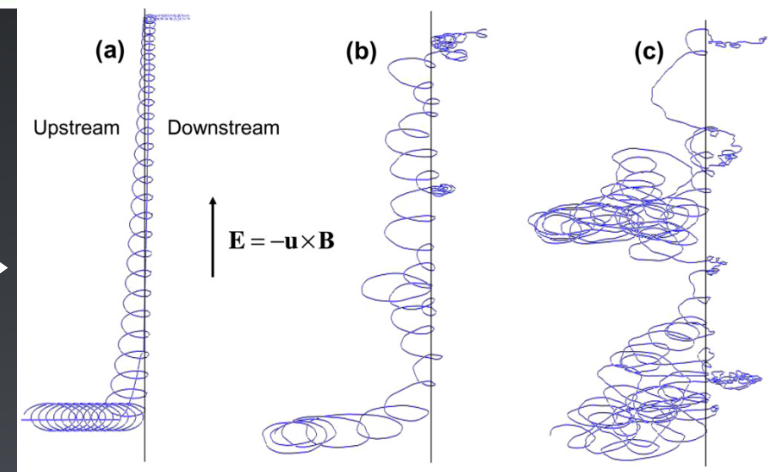 (a)
(b)
(c)
Upstream
Downstream
E = −u×B